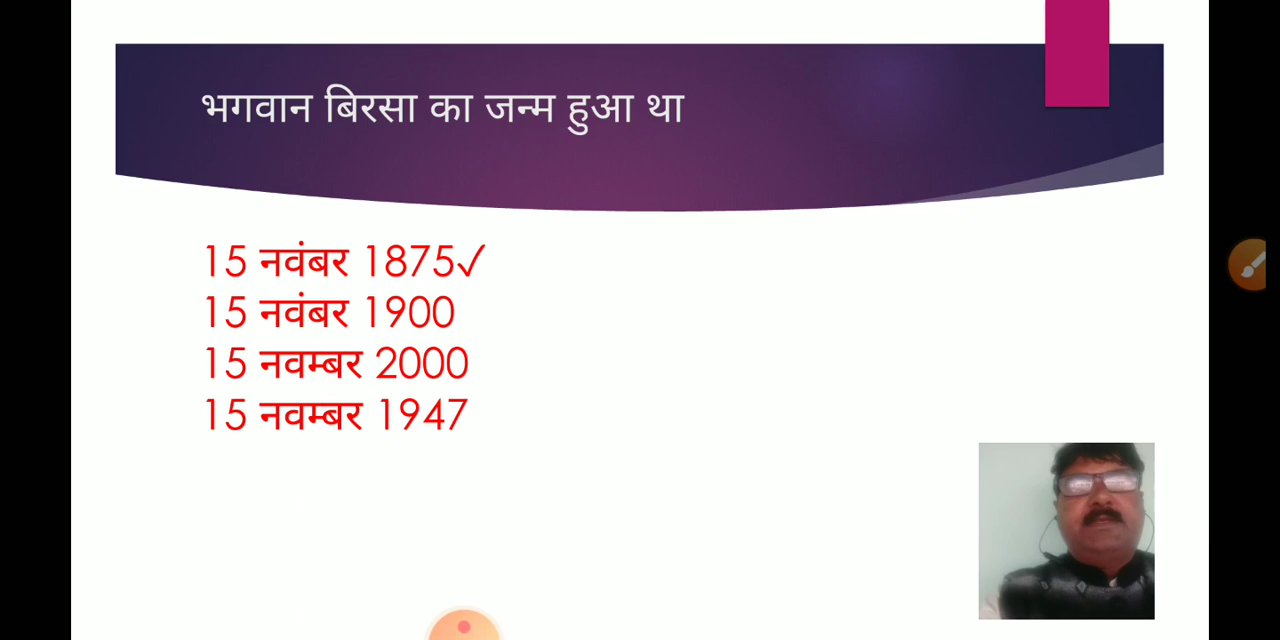 भगवान बिरसा का जन्म हुआ था
15 नवंबर 1875✓
15 नवंबर 1900
15 नवम्बर 2000
15 नवम्बर 1947